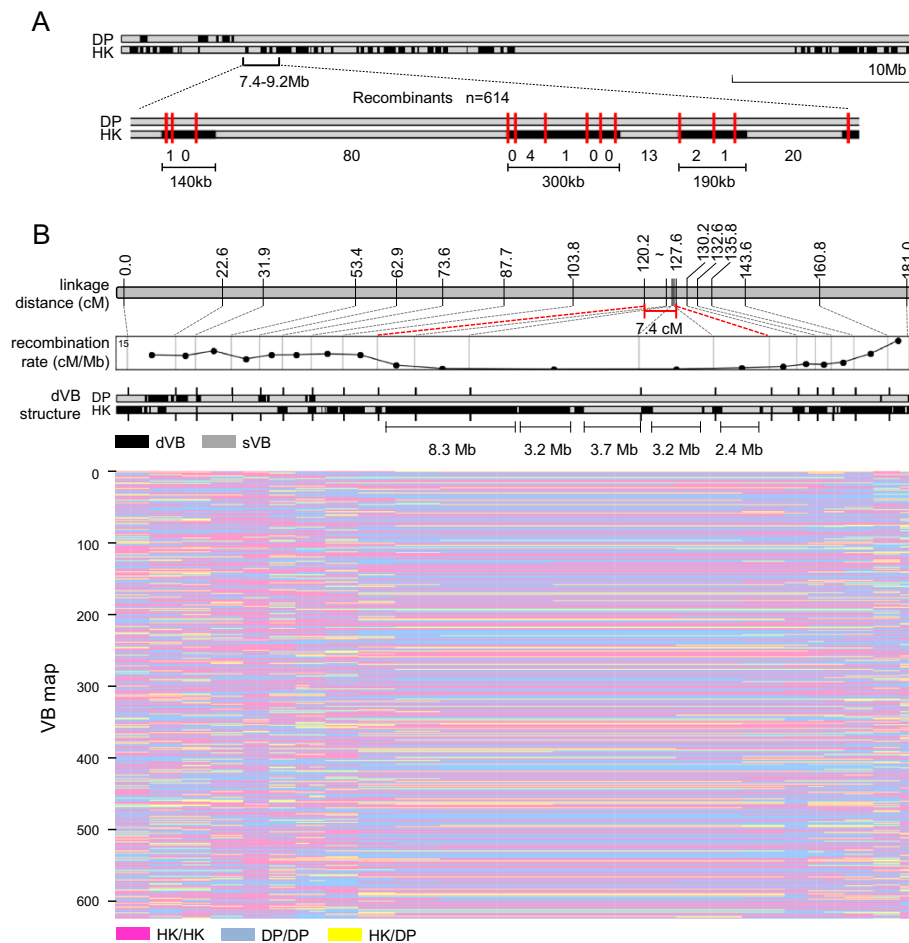 A
DP
HK
7.4-9.2Mb
10Mb
Recombinants n=614
DP
HK
1 0 80 0 4 1 0 0 13 2 1 20
140kb 300kb 190kb
B
0.0 22.6 31.9 53.4 62.9 73.6 87.7 103.8 120.2 ~ 127.6 130.2 132.6 135.8 143.6 160.8 181.0
linkage
distance (cM)
7.4 cM
recombination
rate (cM/Mb)
15
dVB
structure
DP
HK
dVB sVB
8.3 Mb 3.2 Mb 3.7 Mb 3.2 Mb 2.4 Mb
0
100
200
300
400
500
600
VB map
HK/HK DP/DP HK/DP